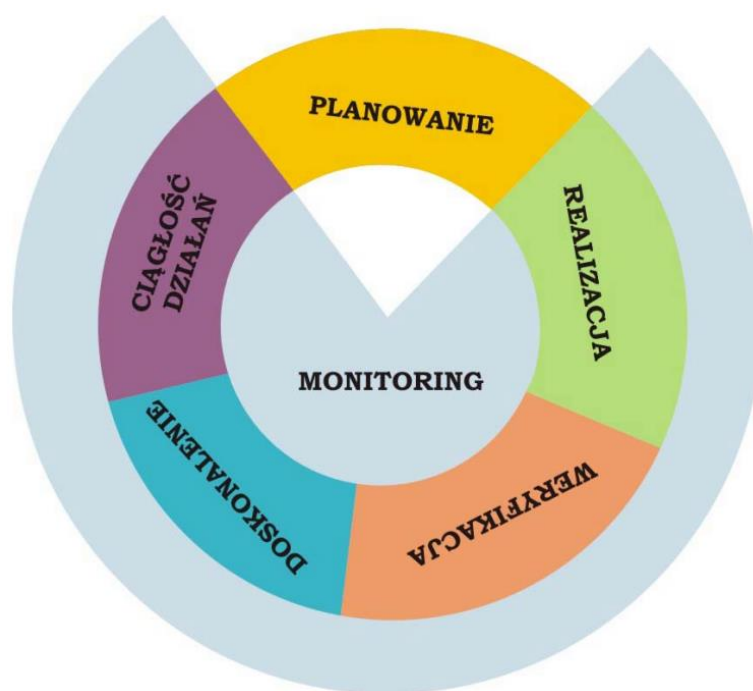 PLANOWANIE
REALIZACJA
WERYFIKACJA
DOSKONALENIE
CIĄGŁOŚĆ
DZIAŁAŃ
MONITORING